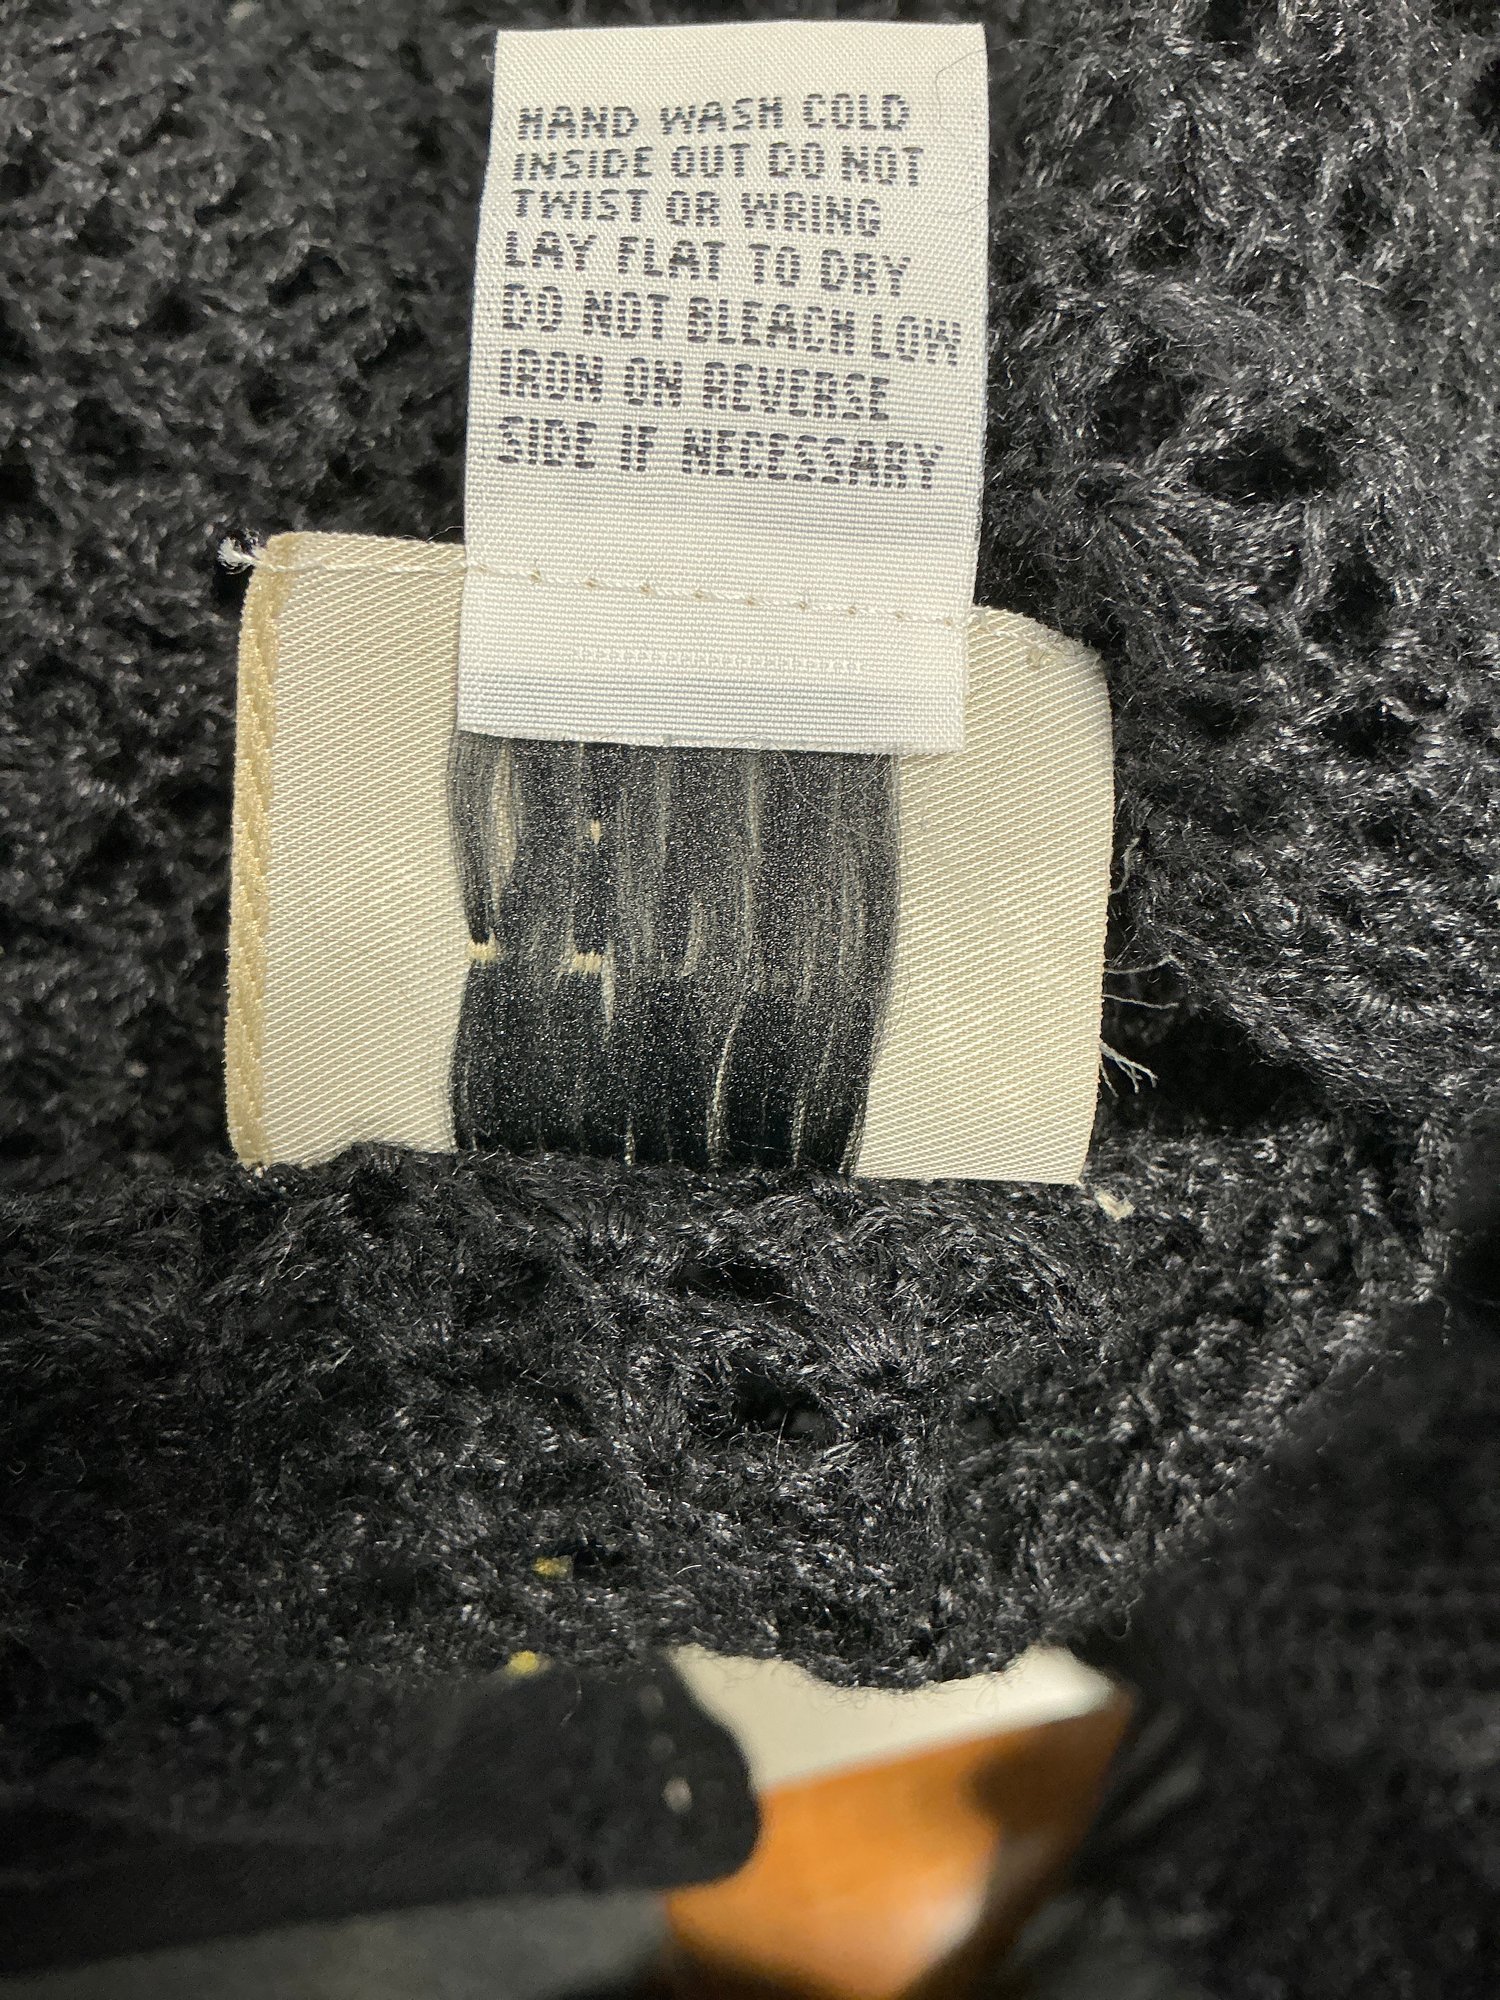 HAND WASH COLD
INSIDE OUT DO NOT
TWIST OR WRING
LAY FLAT TO DRY
DO NOT BLEACH LOW
IRON ON REVERSE
SIDE IF NECESSARY